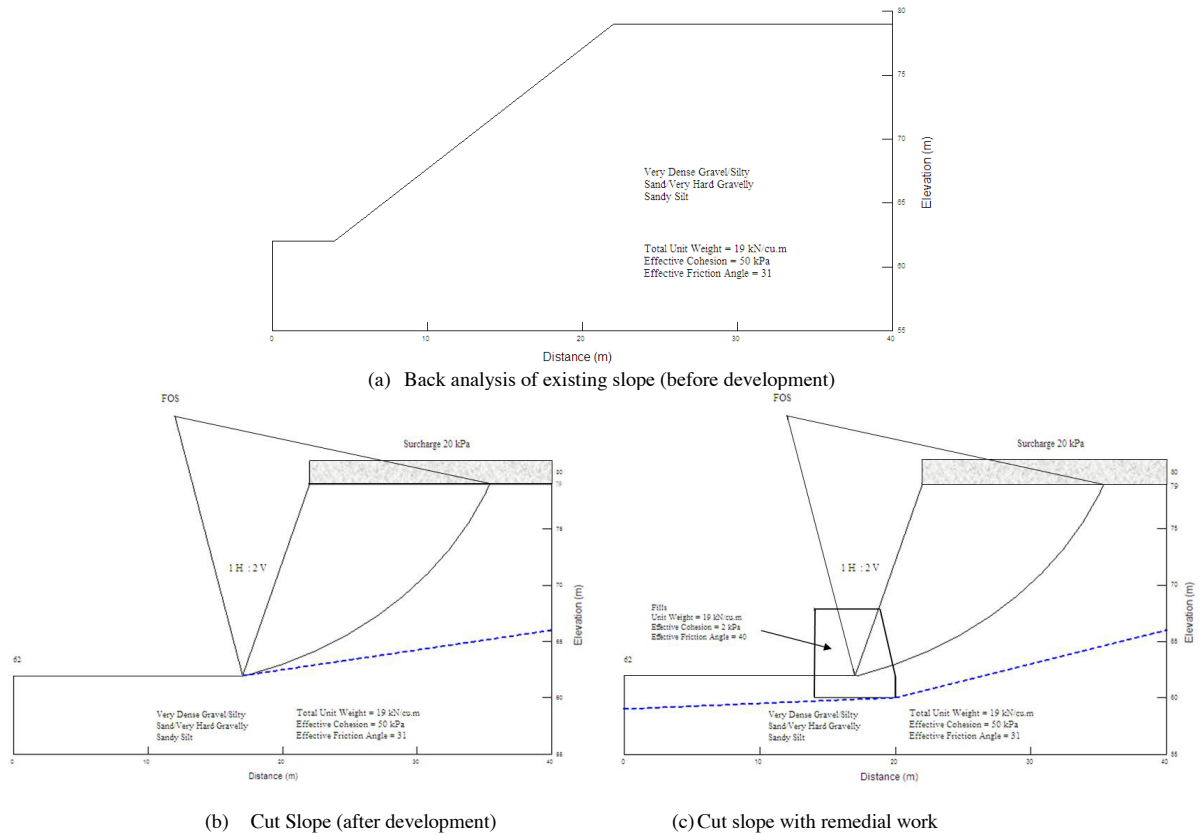 80
75
70
65
60
55
Elevation (m)
Very Dense Gravel/Silty
Sand/Very Hard Gravelly
Sandy Silt
Total Unit Weight = 19 kN/cu.m
Effective Cohesion = 50 kPa
Effective Friction Angle = 31
0
10
20
30
40
Distance (m)
(a) Back analysis of existing slope (before development)
FOS
Surcharge 20 kPa
80
79
75
70
65
60
55
Elevation (m)
1 H : 2 V
62
Very Dense Gravel/Silty
Sand/Very Hard Gravelly
Sandy Silt
Total Unit Weight = 19 kN/cu.m
Effective Cohesion = 50 kPa
Effective Friction Angle = 31
0
10
20
30
40
Distance (m)
(b) Cut Slope (after development)
FOS
Surcharge 20 kPa
80
79
75
70
65
60
55
Elevation (m)
1 H : 2 V
Fills
Unit Weight = 19 kN/cu.m
Effective Cohesion = 2 kPa
Effective Friction Angle = 40
62
Very Dense Gravel/Silty
Sand/Very Hard Gravelly
Sandy Silt
Total Unit Weight = 19 kN/cu.m
Effective Cohesion = 50 kPa
Effective Friction Angle = 31
0
10
20
30
40
Distance (m)
(c) Cut slope with remedial work